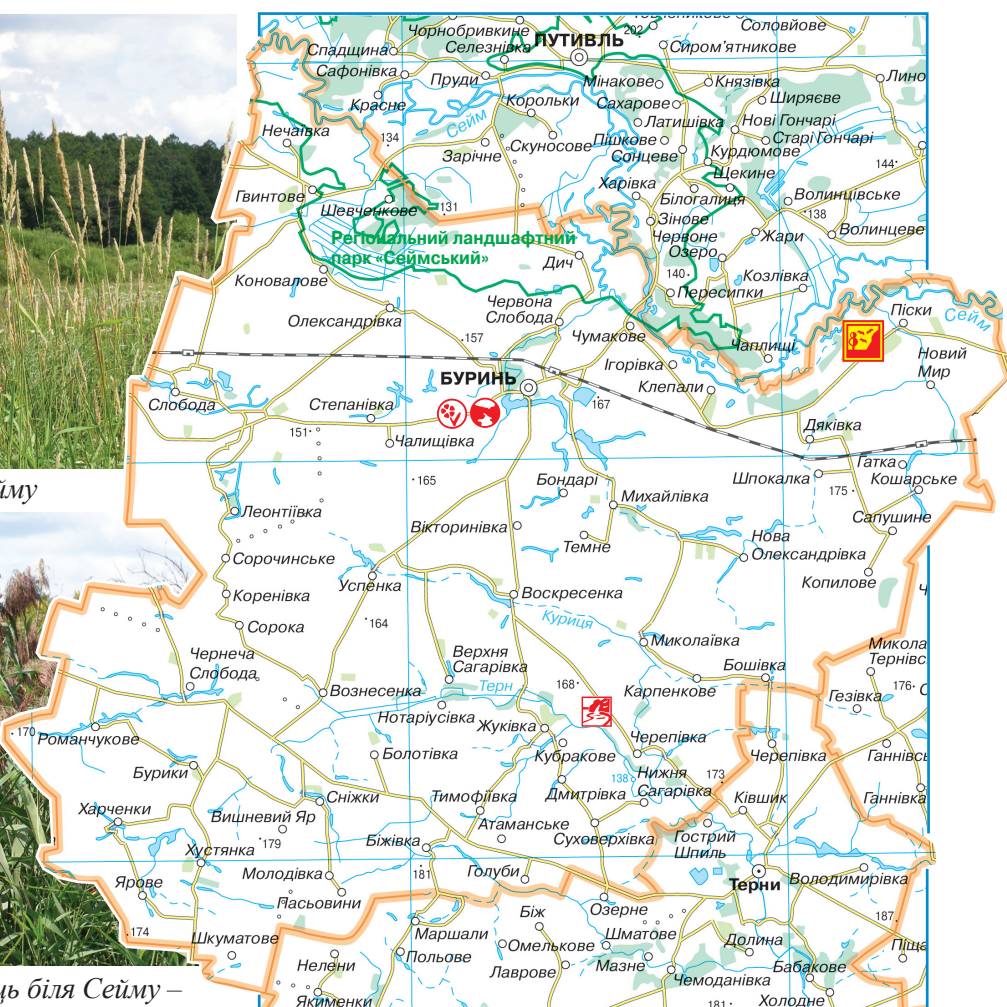 Чорнобривкине
Соловйове
Спадщина
Селезнівка
ПУТИВЛЬ
202
Сиром'ятникове
Сафонівка
Пруди
Мінакове
Князівка
Лино
Красне
Корольки
Сахарове
Ширяєве
Сейм
Латишівка
Нові Гончарі
Нечаївка
134
Зарічне
Скуносове
Пішкове
Сонцеве
Старі Гончарі
Курдюмове
144
Щекине
Гвинтове
Харівка
Шевченкове
131
Білогалиця
Волинцівське
138
Зінове
Волинцеве
Регіональний ландшафтний
парк «Сеймський»
Червоне
Озеро
Жари
Дич
140
Козлівка
Коновалове
Пересипки
Червона
Слобода
Піски
Сейм
Олександрівка
157
Чумакове
Чаплищі
8
Новий
Мир
БУРИНЬ
Ігорівка
Клепали
Слобода
Степанівка
167
151
Чалищівка
Дяківка
йму
165
Бондарі
Шпокалка
Гатка
175
Кошарське
Михайлівка
Леонтіївка
Сапушине
Вікторинівка
Темне
Нова
Олександрівка
Сорочинське
Копилове
Успенка
Ч
Коренівка
Воскресенка
164
Куриця
Сорока
Миколаївка
Микола
Тернівс
Чернеча
Слобода
Верхня
Сагарівка
Бошівка
168
176
С
Вознесенка
Терн
Карпенкове
Гезівка
Нотаріусівка
Жуківка
170
Романчукове
Черепівка
Болотівка
Кубракове
Черепівка
Ганнівсь
Бурики
138
Нижня
Сагарівка
173
Дмитрівка
Сніжки
Тимофіївка
Ківшик
Ганнівка
Харченки
Вишневий Яр
Атаманське
179
Біжівка
Суховерхівка
Гострий
Шпиль
Хустянка
Молодівка
181
Голуби
Терни
Володимирівка
Ярове
Пасьовини
Озерне
Біж
187
174
Шкуматове
Маршали
Шматове
Омелькове
Долина
Піща
Нелени
Польове
Лаврове
Мазне
Бабакове
ць біля Сейму –
Чемоданівка
Якименки
181
Холодне